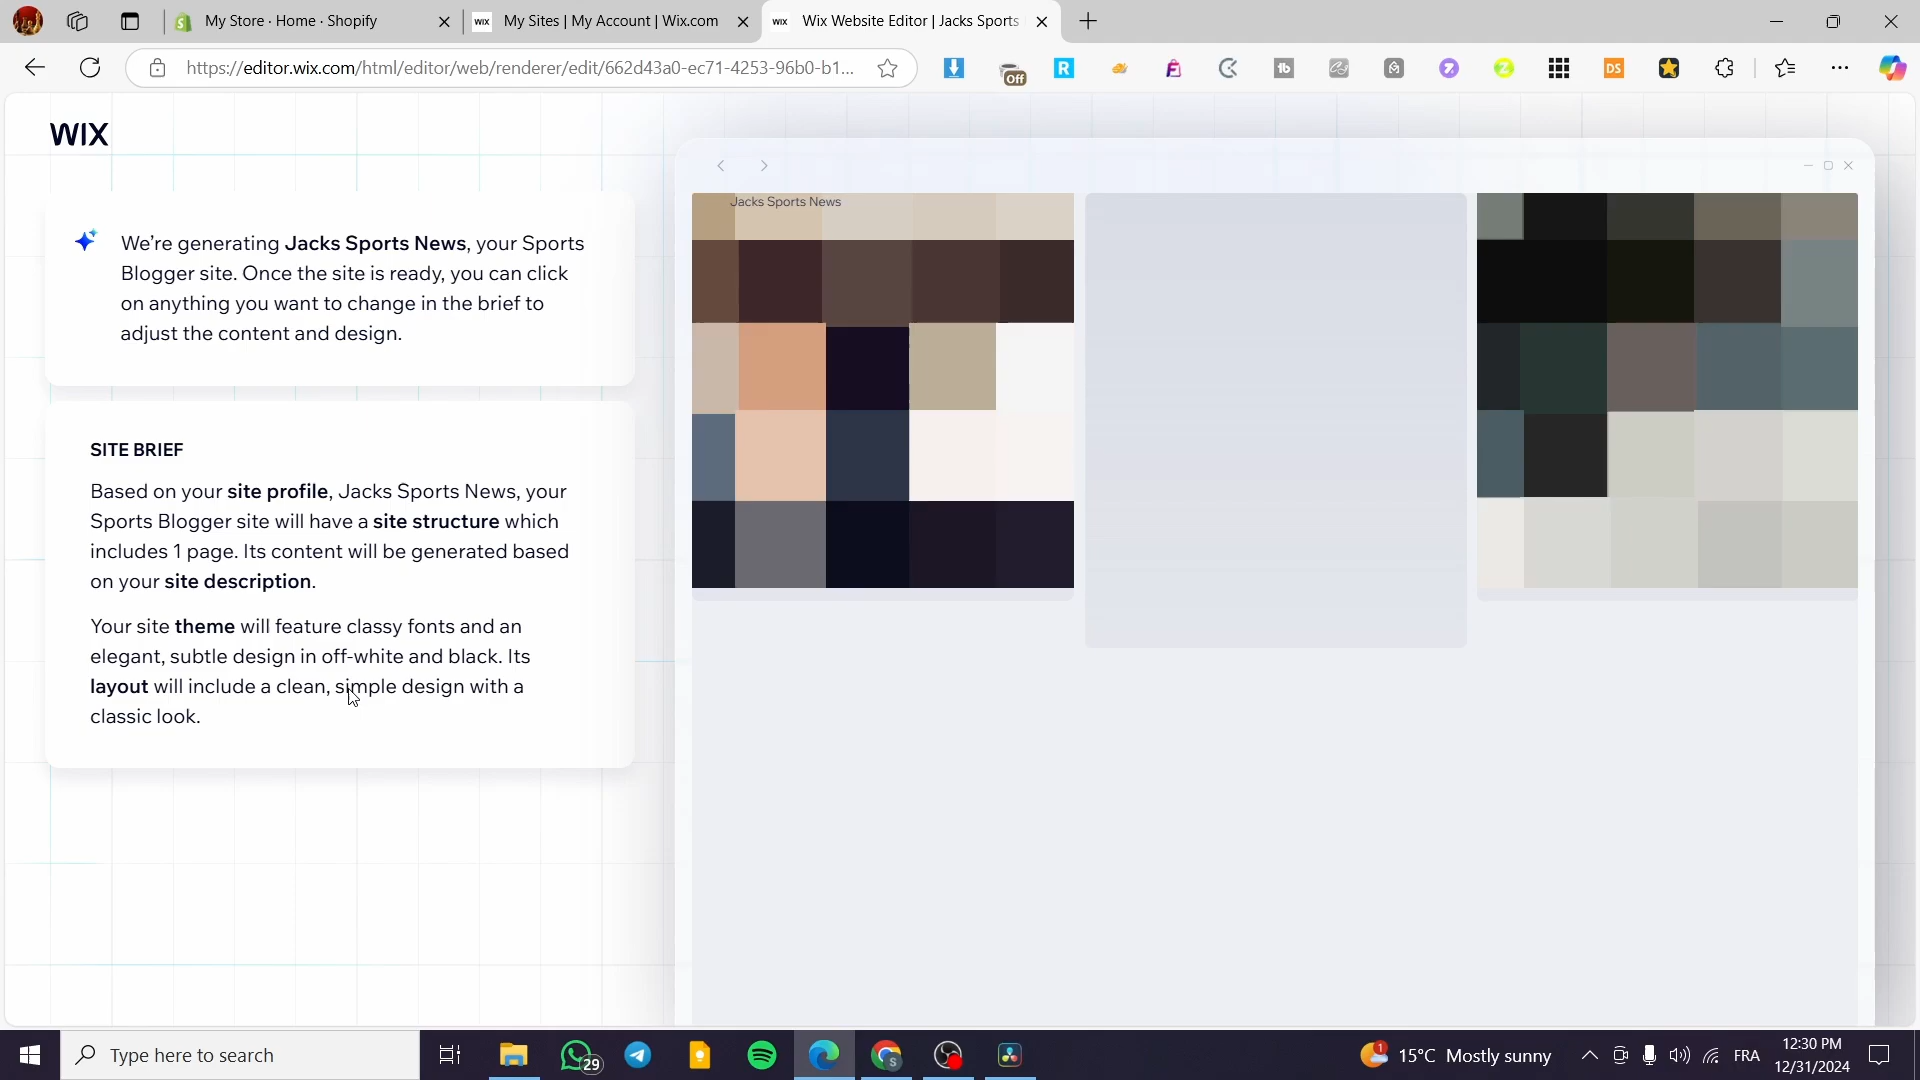 My Store · Home · Shopify
WIX My Sites | My Account | Wix.com
WIX Wix Website Editor | Jacks Sports
https://editor.wix.com/html/editor/web/renderer/edit/662d43a0-ec71-4253-96b0-b1...
Off
R
tb
DS
WIX
We're generating Jacks Sports News, your Sports
Blogger site. Once the site is ready, you can click
on anything you want to change in the brief to
adjust the content and design.
SITE BRIEF
Based on your site profile, Jacks Sports News, your
Sports Blogger site will have a site structure which
includes 1 page. Its content will be generated based
on your site description.
Your site theme will feature classy fonts and an
elegant, subtle design in off-white and black. Its
layout will include a clean, simple design with a
classic look.
Jacks Sports News
Type here to search
29
S
1
15°C Mostly sunny
FRA
12:30 PM
12/31/2024